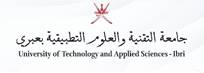 جامعة التقنية والعلوم التطبيقية بعبري
University of Technology and Applied Sciences - Ibri